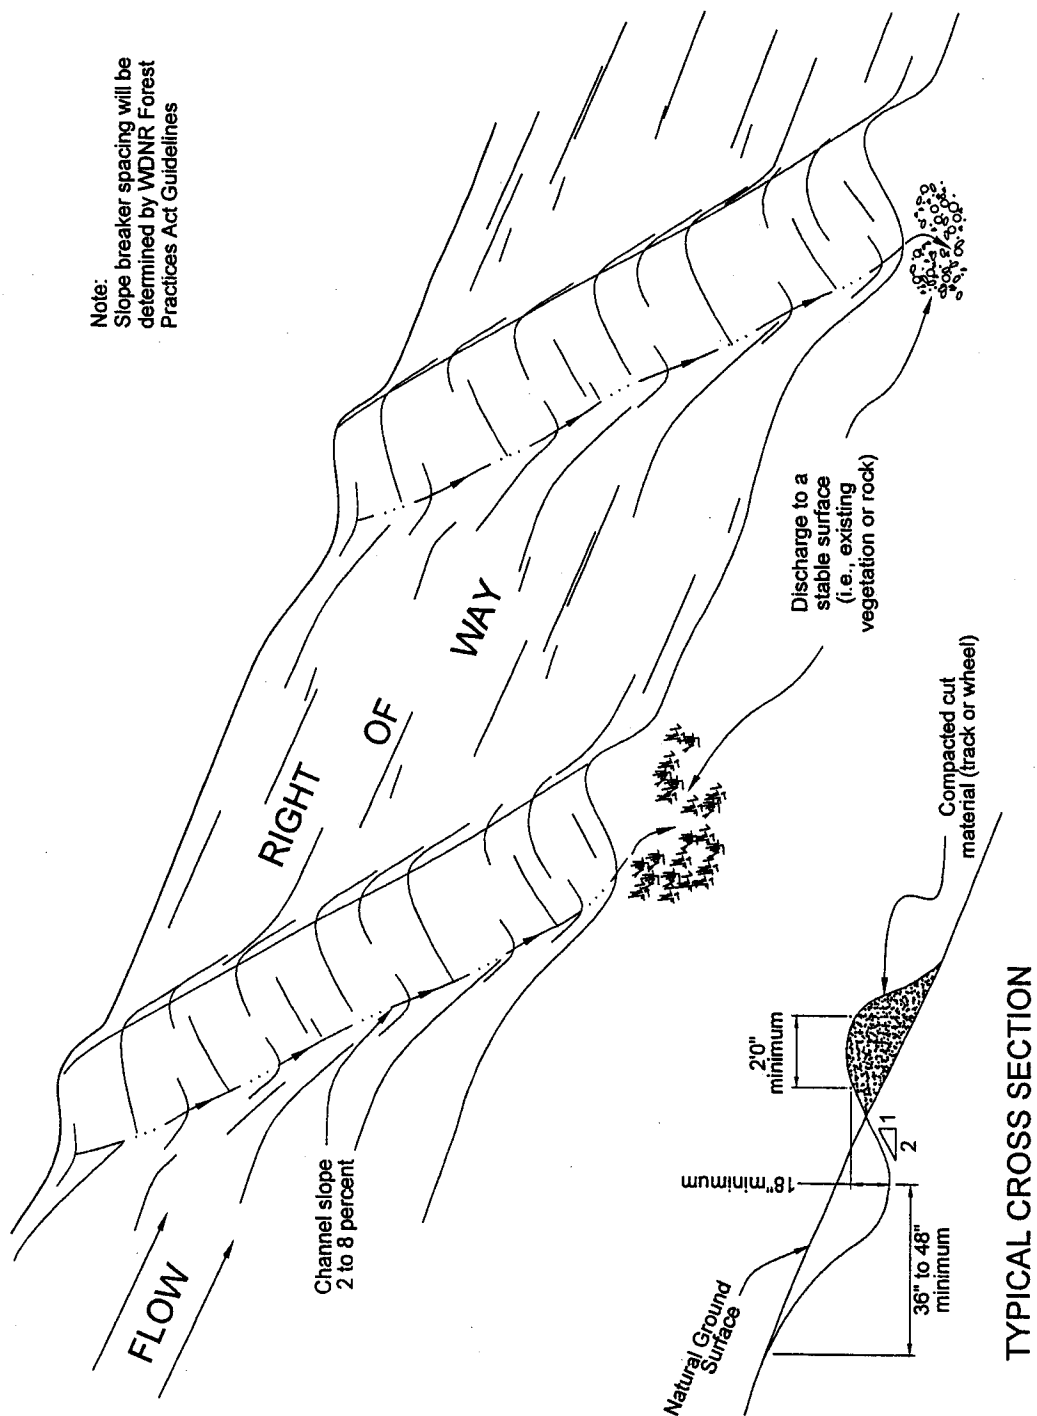 Note:
Slope breaker spacing will be
determined by WDNR Forest
Practices Act Guidelines
FLOW
RIGHT
OF
WAY
Channel slope
2 to 8 percent
Discharge to a
stable surface
(i.e., existing
vegetation or rock)
Natural Ground
Surface
18" minimum
2'0"
minimum
1
2
36" to 48"
minimum
Compacted cut
material (track or wheel)
TYPICAL CROSS SECTION